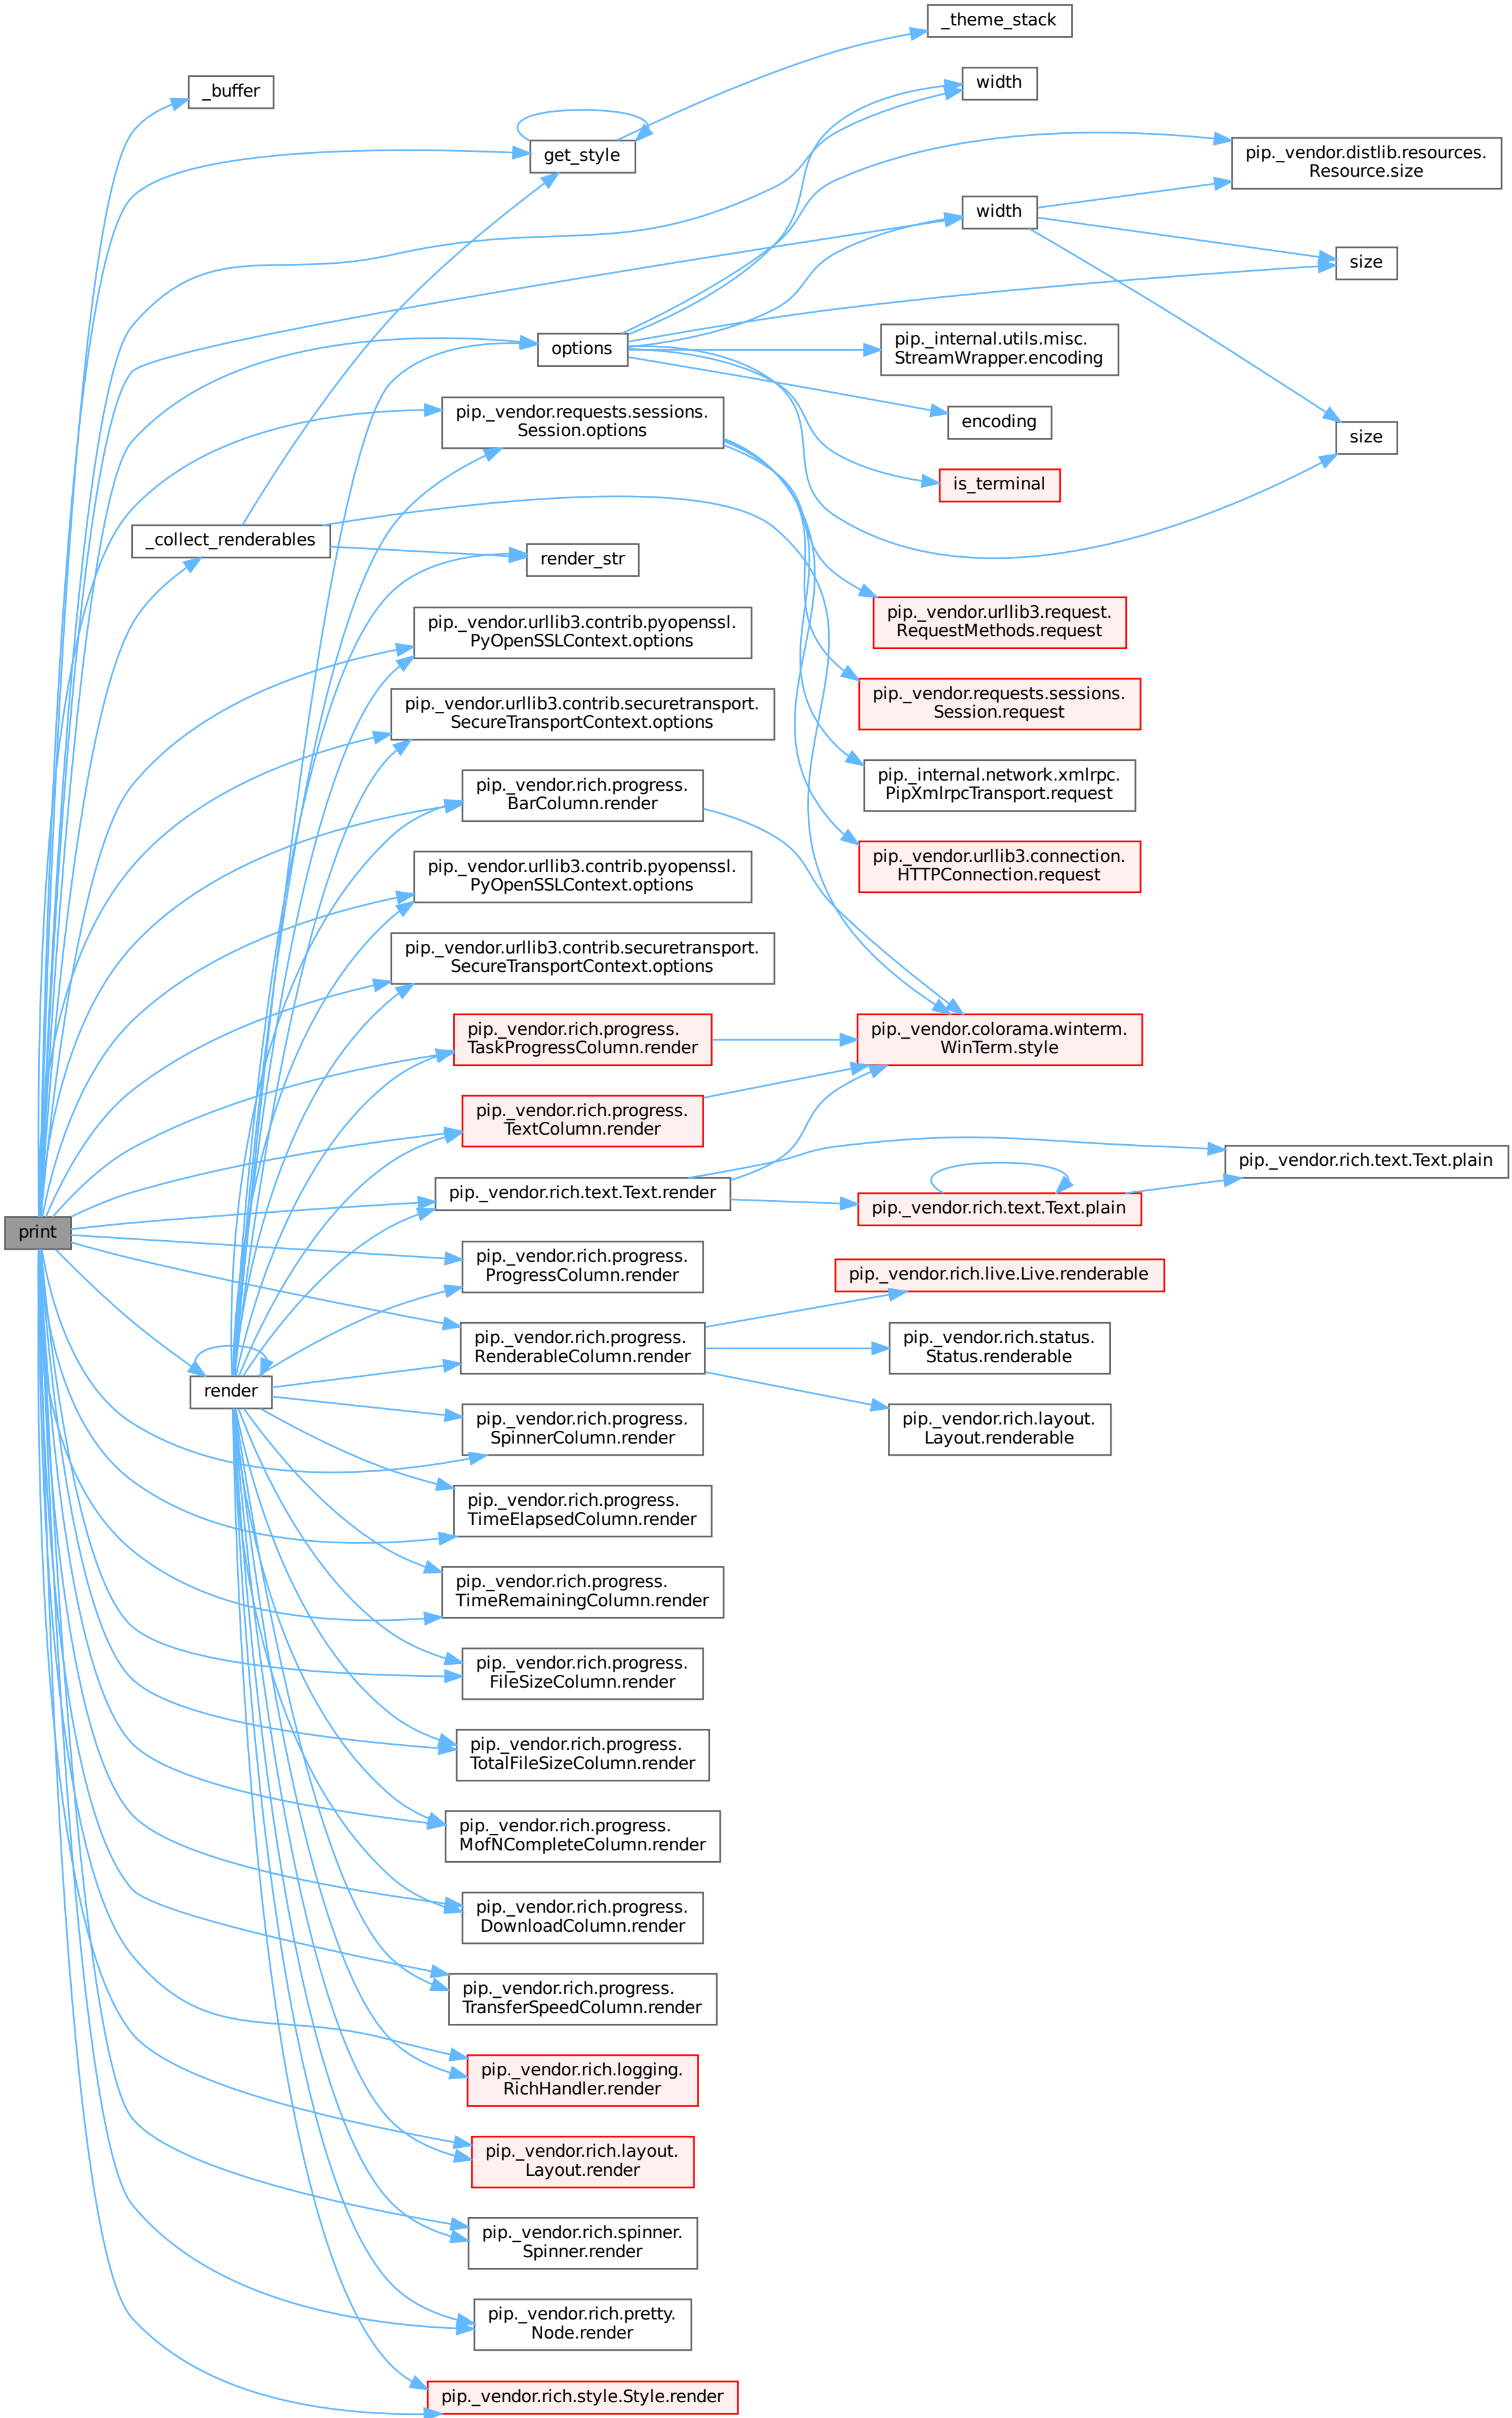 _theme_stack
width
_buffer
get_style
pip._vendor.distlib.resources.
Resource.size
width
size
options
pip._internal.utils.misc.
StreamWrapper.encoding
pip._vendor.requests.sessions.
Session.options
encoding
size
is_terminal
_collect_renderables
render_str
pip._vendor.urllib3.contrib.pyopenssl.
PyOpenSSLContext.options
pip._vendor.urllib3.request.
RequestMethods.request
pip._vendor.requests.sessions.
Session.request
pip._vendor.urllib3.contrib.securetransport.
SecureTransportContext.options
pip._internal.network.xmlrpc.
PipXmlrpcTransport.request
pip._vendor.rich.progress.
BarColumn.render
pip._vendor.urllib3.connection.
HTTPConnection.request
pip._vendor.urllib3.contrib.pyopenssl.
PyOpenSSLContext.options
pip._vendor.urllib3.contrib.securetransport.
SecureTransportContext.options
pip._vendor.rich.progress.
TaskProgressColumn.render
pip._vendor.colorama.winterm.
WinTerm.style
pip._vendor.rich.progress.
TextColumn.render
pip._vendor.rich.text.Text.plain
pip._vendor.rich.text.Text.render
pip._vendor.rich.text.Text.plain
print
pip._vendor.rich.progress.
ProgressColumn.render
pip._vendor.rich.live.Live.renderable
pip._vendor.rich.progress.
RenderableColumn.render
pip._vendor.rich.status.
Status.renderable
render
pip._vendor.rich.progress.
SpinnerColumn.render
pip._vendor.rich.layout.
Layout.renderable
pip._vendor.rich.progress.
TimeElapsedColumn.render
pip._vendor.rich.progress.
TimeRemainingColumn.render
pip._vendor.rich.progress.
FileSizeColumn.render
pip._vendor.rich.progress.
TotalFileSizeColumn.render
pip._vendor.rich.progress.
MofNCompleteColumn.render
pip._vendor.rich.progress.
DownloadColumn.render
pip._vendor.rich.progress.
TransferSpeedColumn.render
pip._vendor.rich.logging.
RichHandler.render
pip._vendor.rich.layout.
Layout.render
pip._vendor.rich.spinner.
Spinner.render
pip._vendor.rich.pretty.
Node.render
pip._vendor.rich.style.Style.render